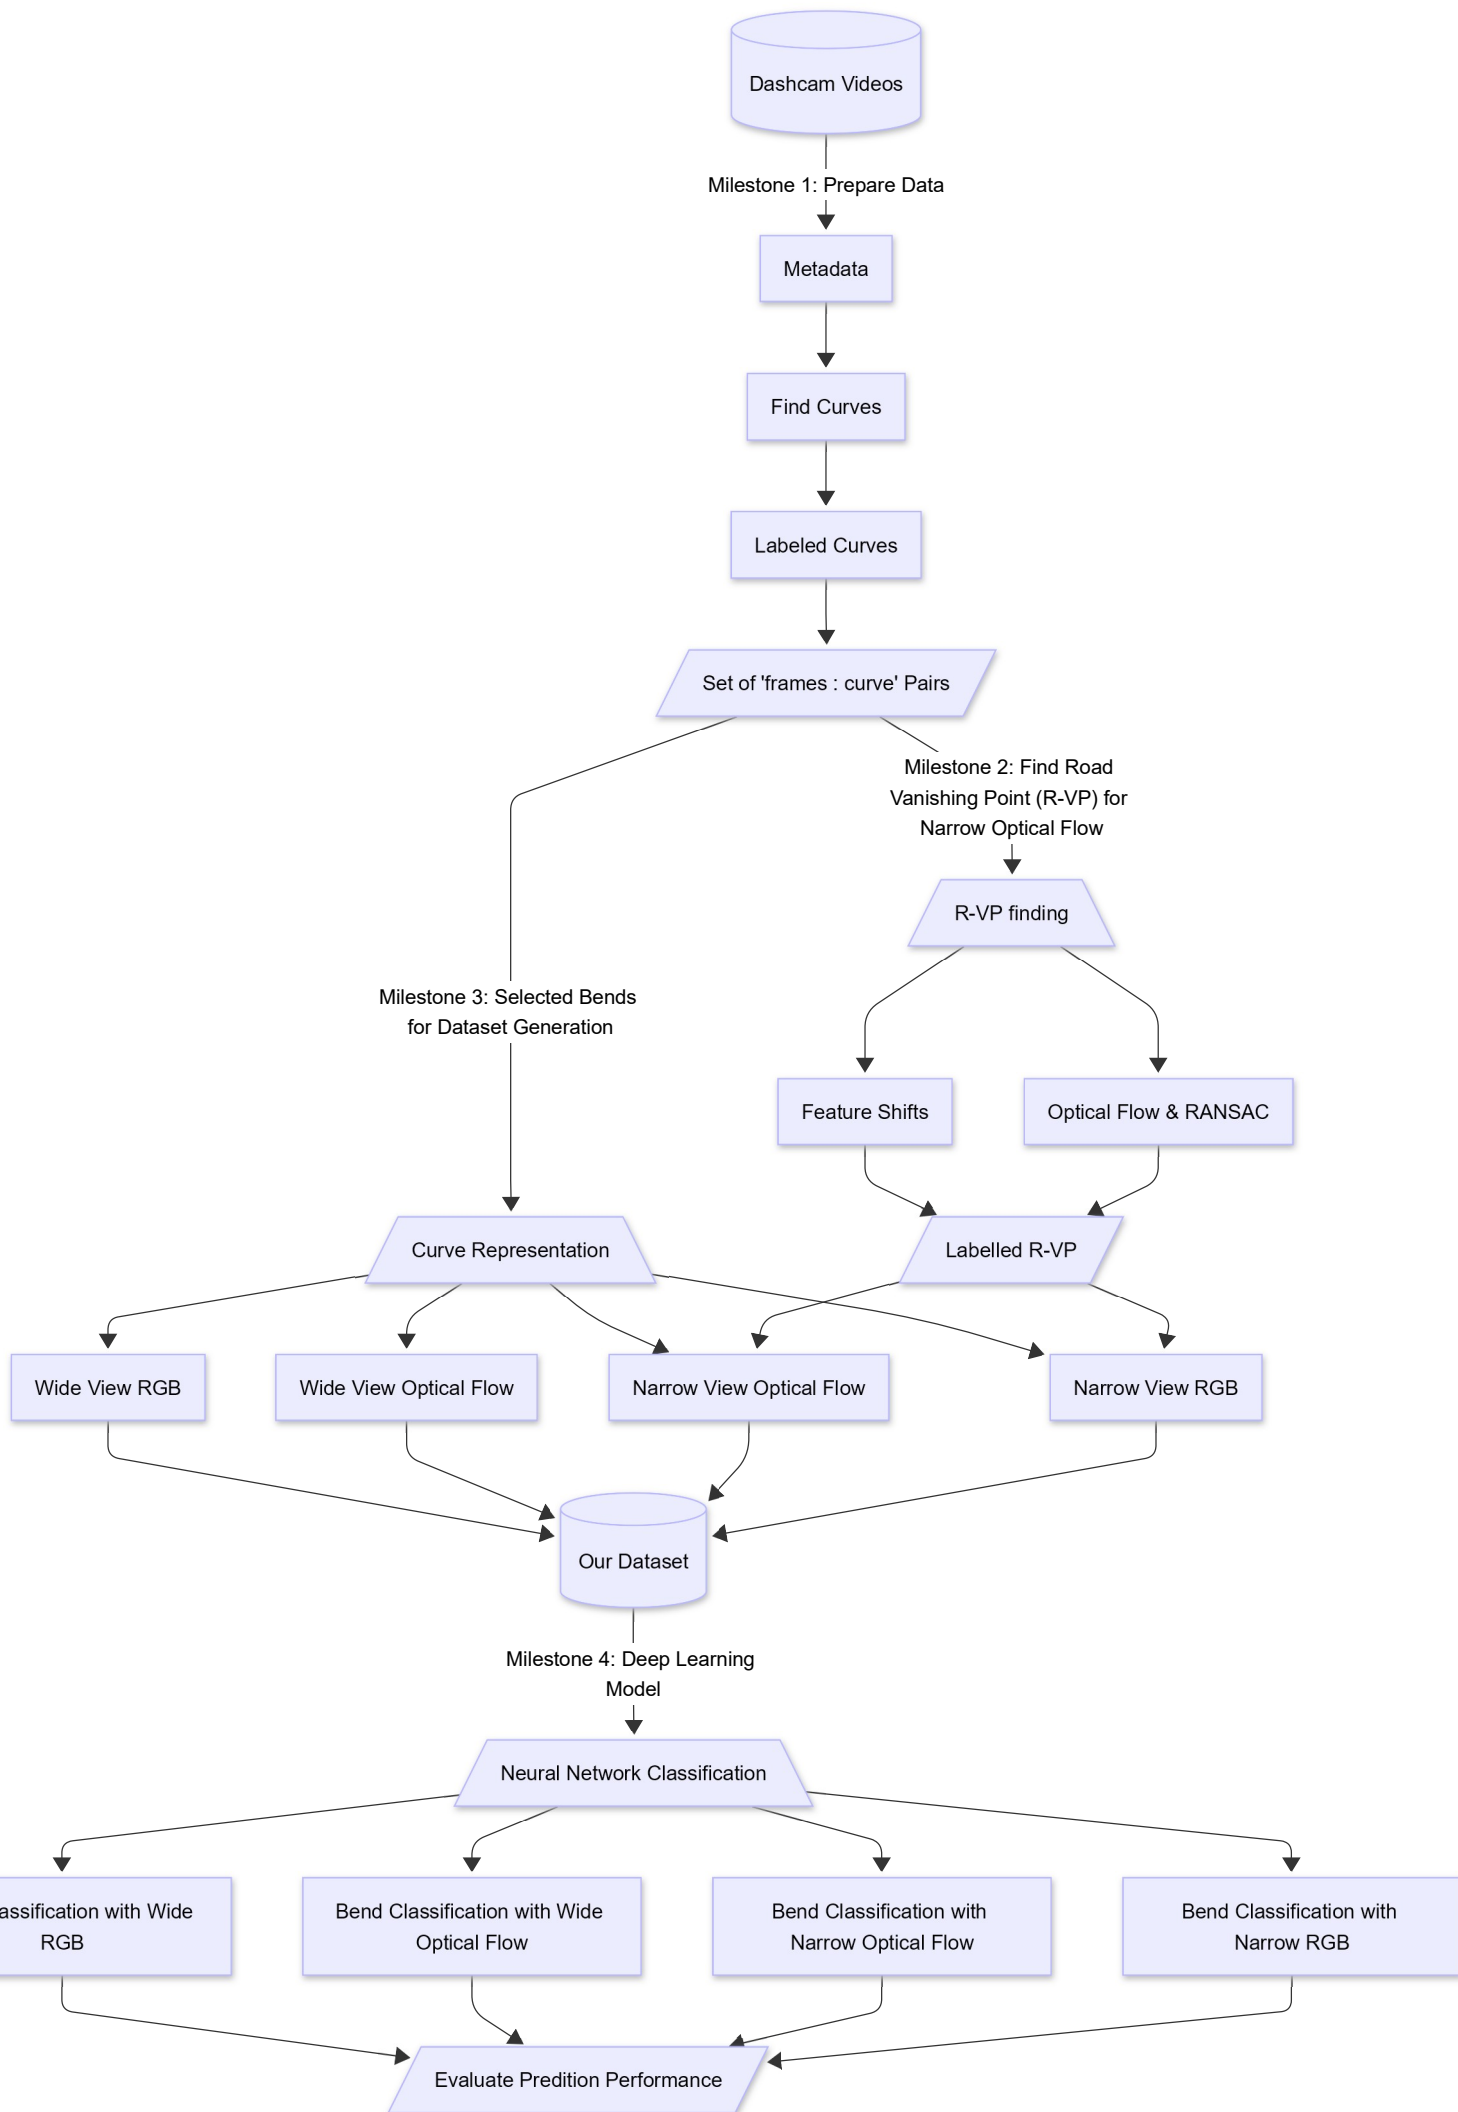 Dashcam Videos
Milestone 1: Prepare Data
Metadata
Find Curves
Labeled Curves
Set of 'frames : curve' Pairs
Milestone 2: Find Road
Vanishing Point (R-VP) for
Narrow Optical Flow
R-VP finding
Milestone 3: Selected Bends
for Dataset Generation
Feature Shifts
Optical Flow & RANSAC
Curve Representation
Labelled R-VP
Wide View RGB
Wide View Optical Flow
Narrow View Optical Flow
Narrow View RGB
Our Dataset
Milestone 4: Deep Learning
Model
Neural Network Classification
with Wide
RGB
Bend Classification with Wide
Optical Flow
Bend Classification with
Narrow Optical Flow
Bend Classification with
Narrow RGB
Evaluate Predition Performance